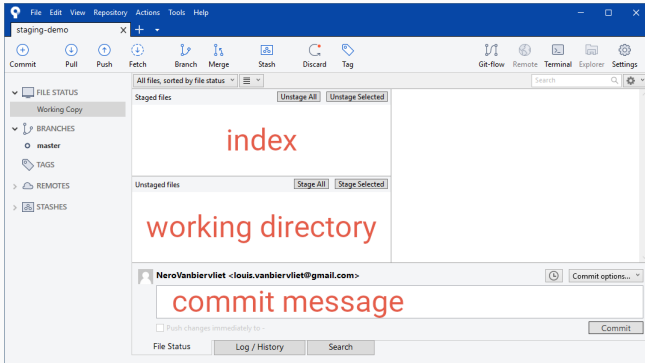 File Edit View Repository Actions Tools Help
staging-demo
Commit Pull Push Fetch Branch Merge Stash Discard Tag Git-flow Remote Terminal Explorer Settings
All files, sorted by file status
Search
FILE STATUS
Working Copy
BRANCHES
master
TAGS
REMOTES
STASHES
Staged files Unstage All Unstage Selected
index
Unstaged files Stage All Stage Selected
working directory
NeroVanbiervliet <louis.vanbiervliet@gmail.com> Commit options...
commit message
Push changes immediately to -
Commit
File Status Log / History Search